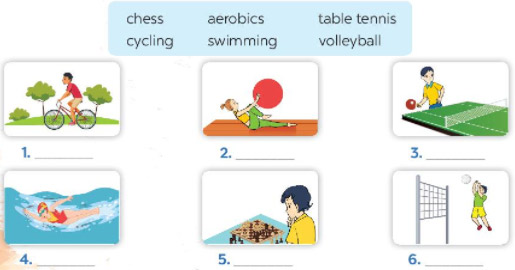 chess aerobics table tennis
cycling swimming volleyball
1. ________ 2. ________ 3. ________
4. ________ 5. ________ 6. ________